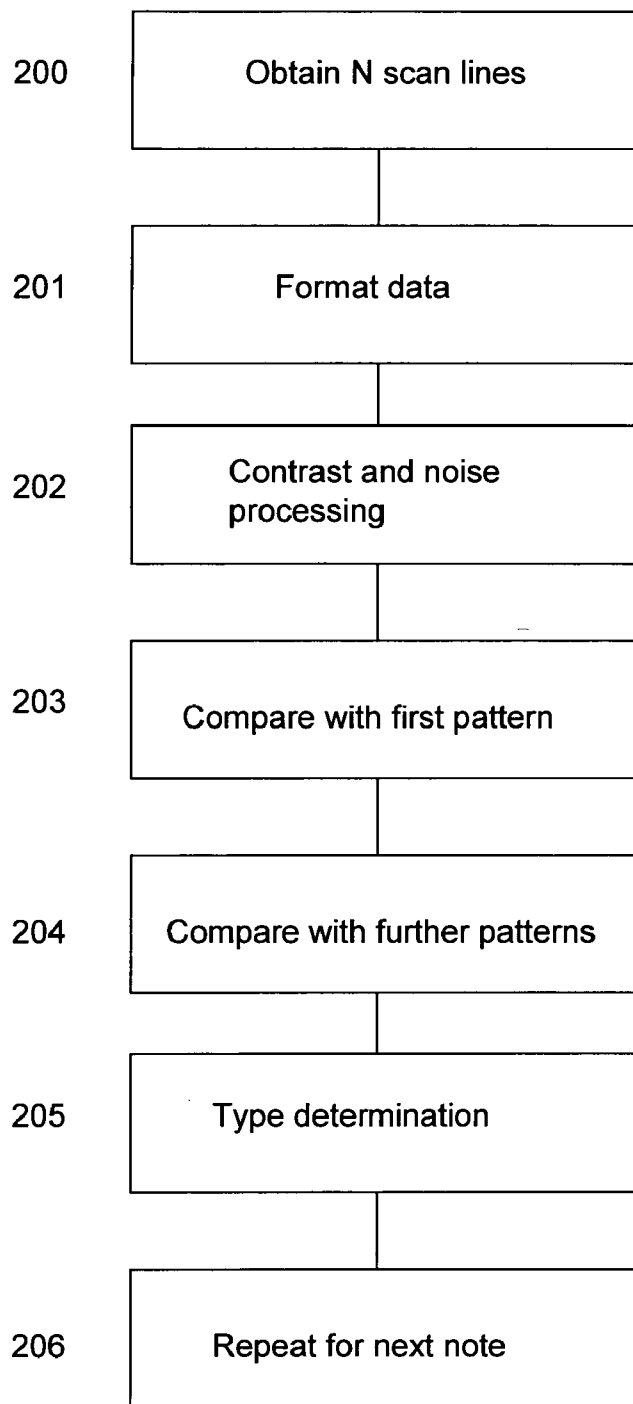 200
Obtain N scan lines
201
Format data
202
Contrast and noise
processing
203
Compare with first pattern
204
Compare with further patterns
205
Type determination
206
Repeat for next note